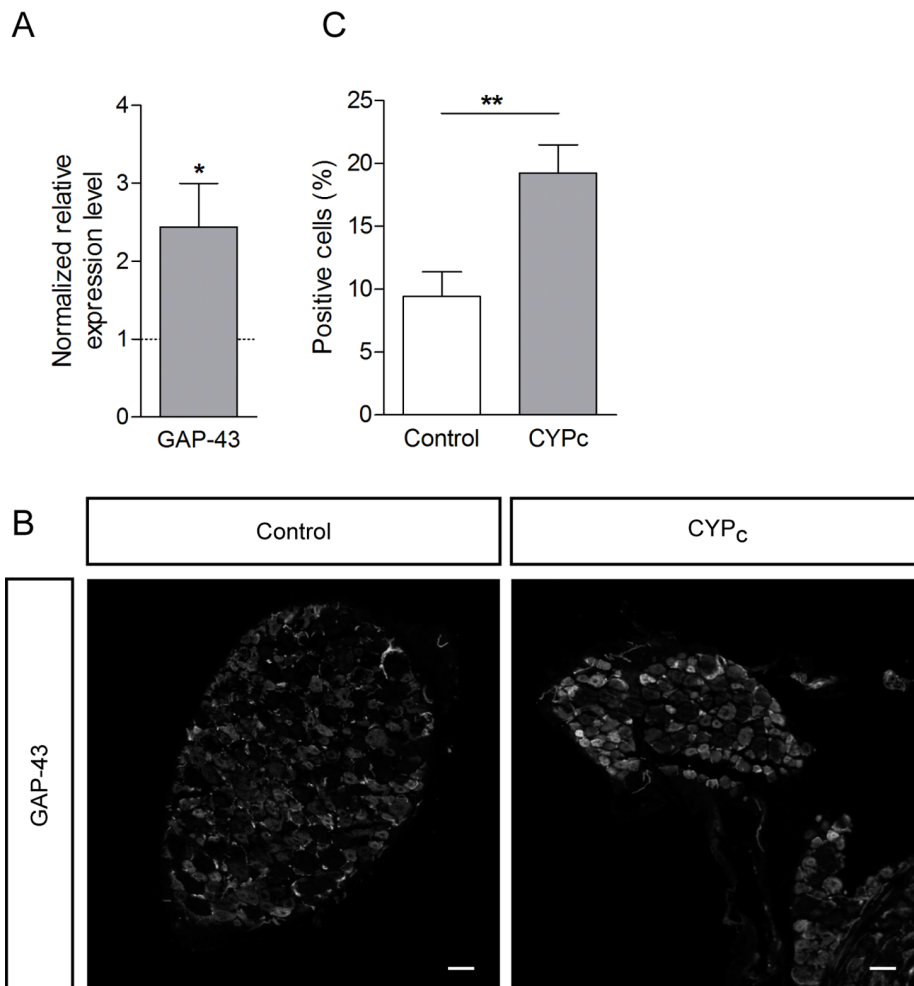 A
C
4
3
2
1
0
Normalized relative
expression level
*
GAP-43
25
20
15
10
5
0
Positive cells (%)
**
Control
CYPc
B
Control
CYPc
GAP-43